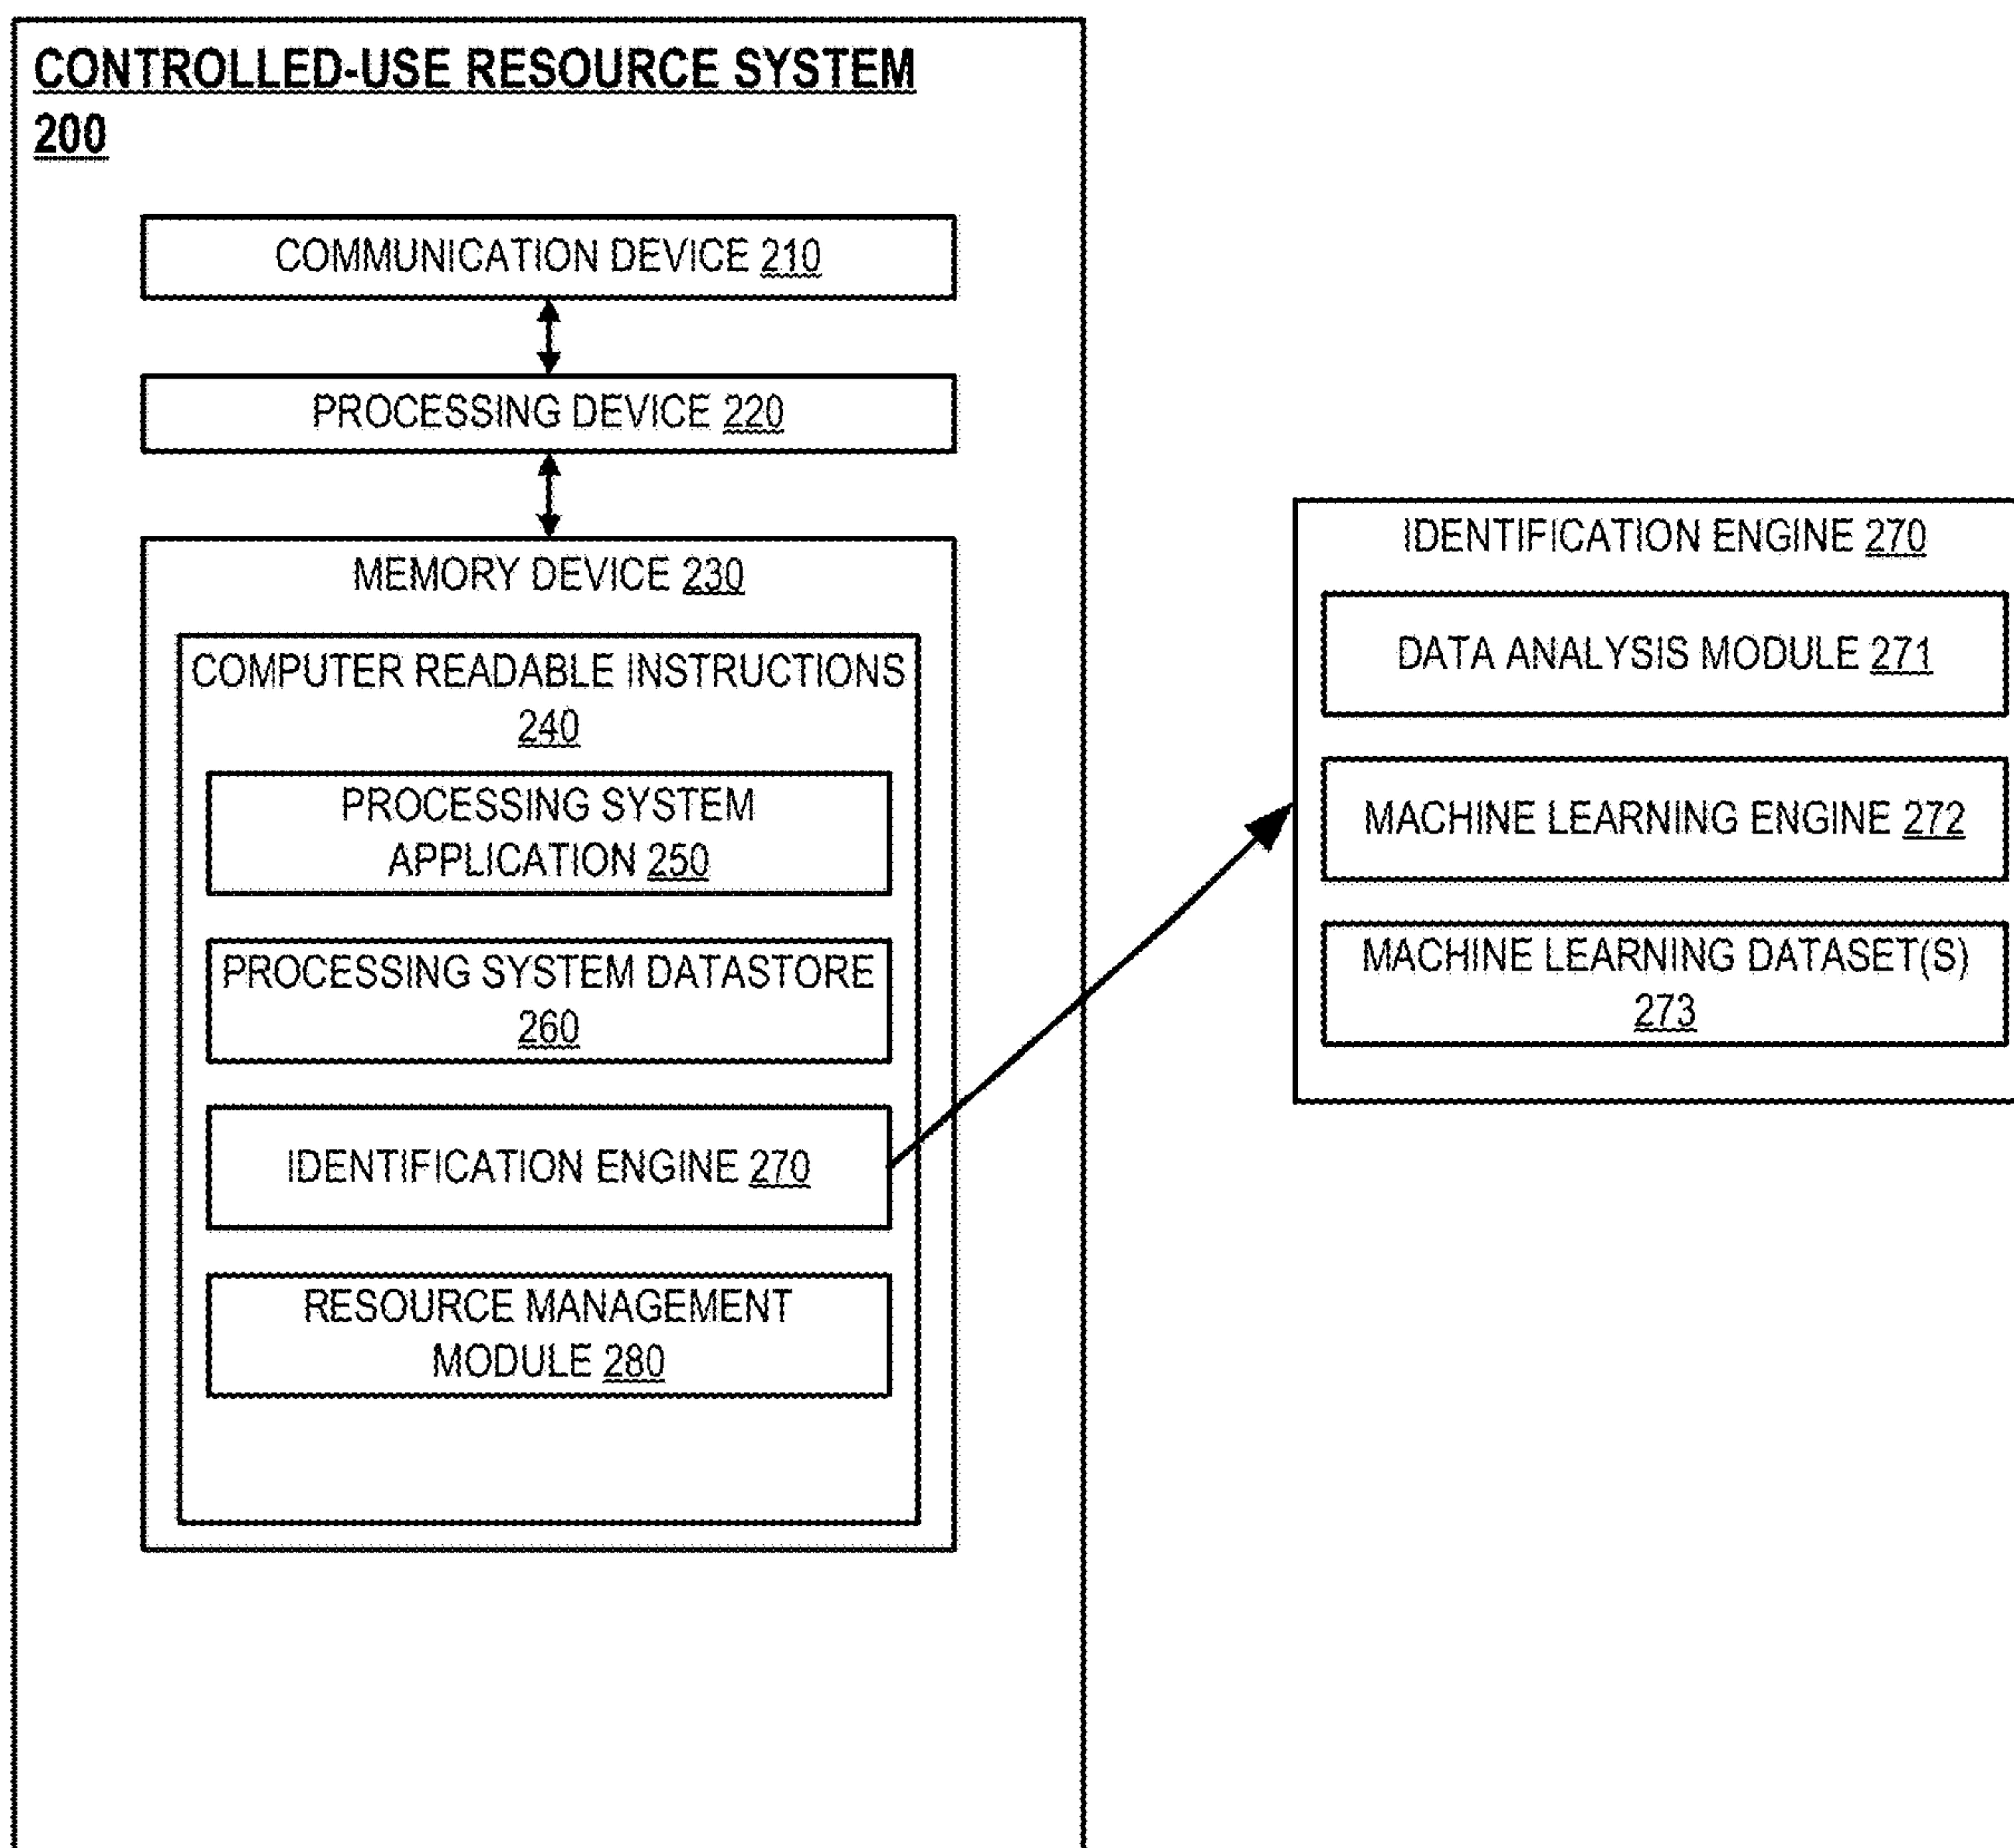 CONTROLLED-USE RESOURCE SYSTEM
200
COMMUNICATION DEVICE 210
PROCESSING DEVICE 220
MEMORY DEVICE 230
COMPUTER READABLE INSTRUCTIONS
240
PROCESSING SYSTEM
APPLICATION 250
PROCESSING SYSTEM DATASTORE
260
IDENTIFICATION ENGINE 270
RESOURCE MANAGEMENT
MODULE 280
IDENTIFICATION ENGINE 270
DATA ANALYSIS MODULE 271
MACHINE LEARNING ENGINE 272
MACHINE LEARNING DATASET(S)
273